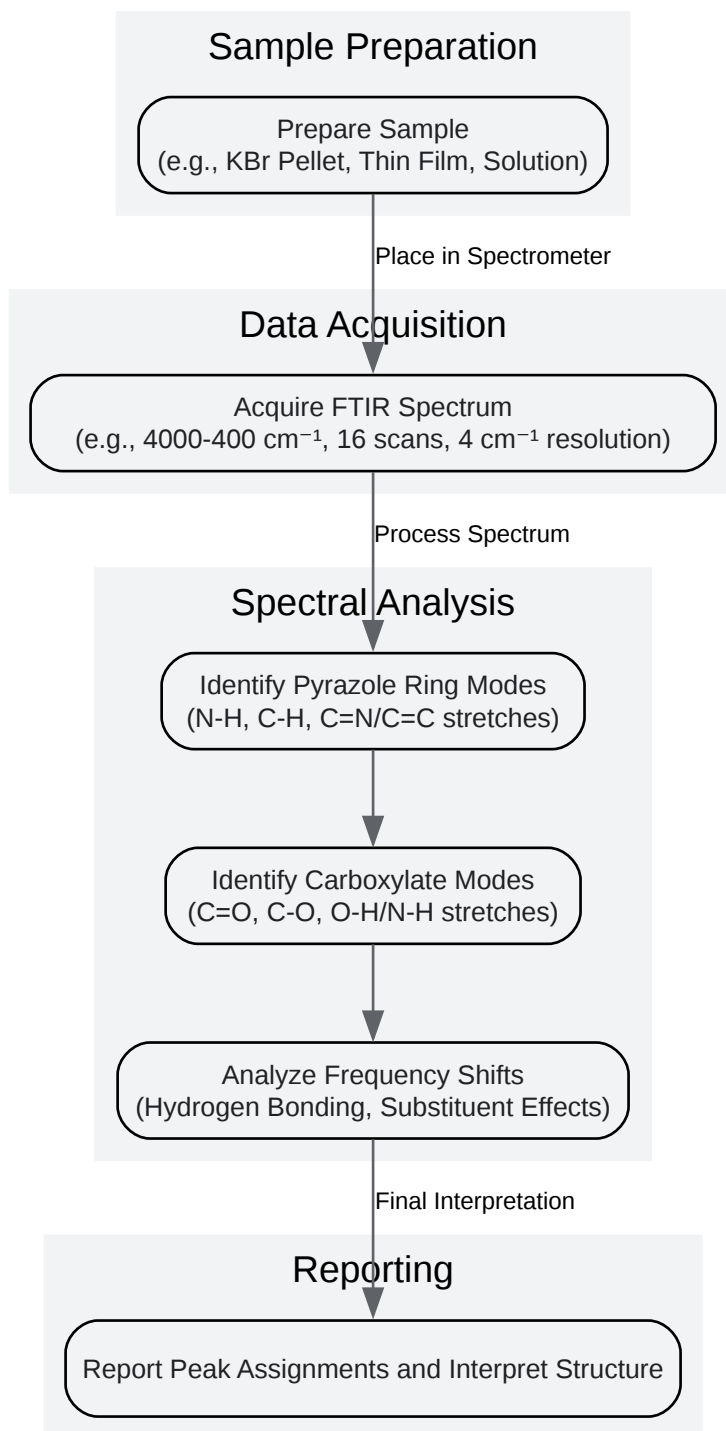 Sample Preparation
Prepare Sample
(e.g., KBr Pellet, Thin Film, Solution)
Place in Spectrometer
Data Acquisition
Acquire FTIR Spectrum
(e.g., 4000-400 cm⁻¹, 16 scans, 4 cm⁻¹ resolution)
Process Spectrum
Spectral Analysis
Identify Pyrazole Ring Modes
(N-H, C-H, C=N/C=C stretches)
Identify Carboxylate Modes
(C=O, C-O, O-H/N-H stretches)
Analyze Frequency Shifts
(Hydrogen Bonding, Substituent Effects)
Final Interpretation
Reporting
Report Peak Assignments and Interpret Structure